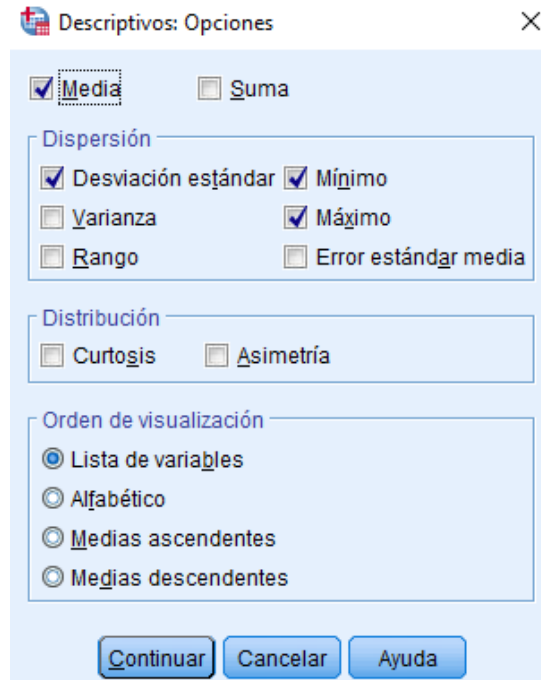 Descriptivos: Opciones
Media Suma
Dispersión
Desviación estándar Mínimo
Varianza Máximo
Rango Error estándar media
Distribución
Curtosis Asimetría
Orden de visualización
Lista de variables
Alfabético
Medias ascendentes
Medias descendentes
Continuar Cancelar Ayuda